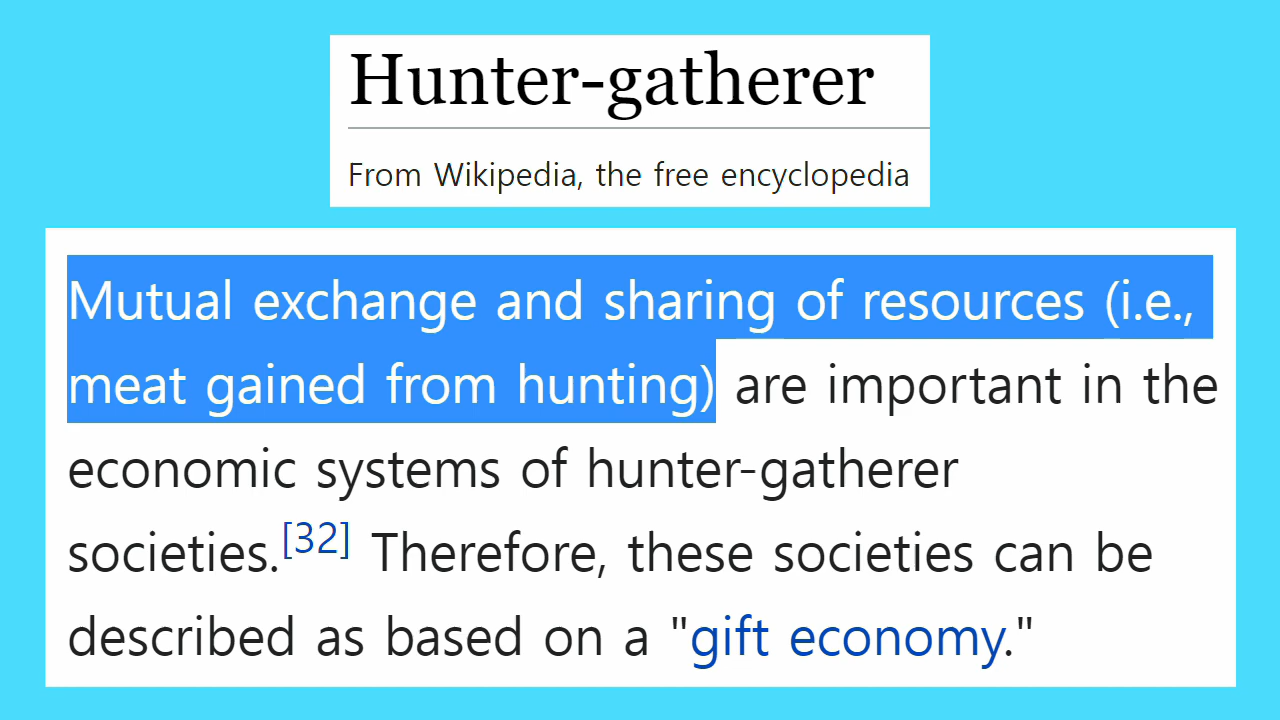 Hunter-gatherer
From Wikipedia, the free encyclopedia
Mutual exchange and sharing of resources (i.e.,
meat gained from hunting) are important in the
economic systems of hunter-gatherer
societies.[32] Therefore, these societies can be
described as based on a "gift economy."